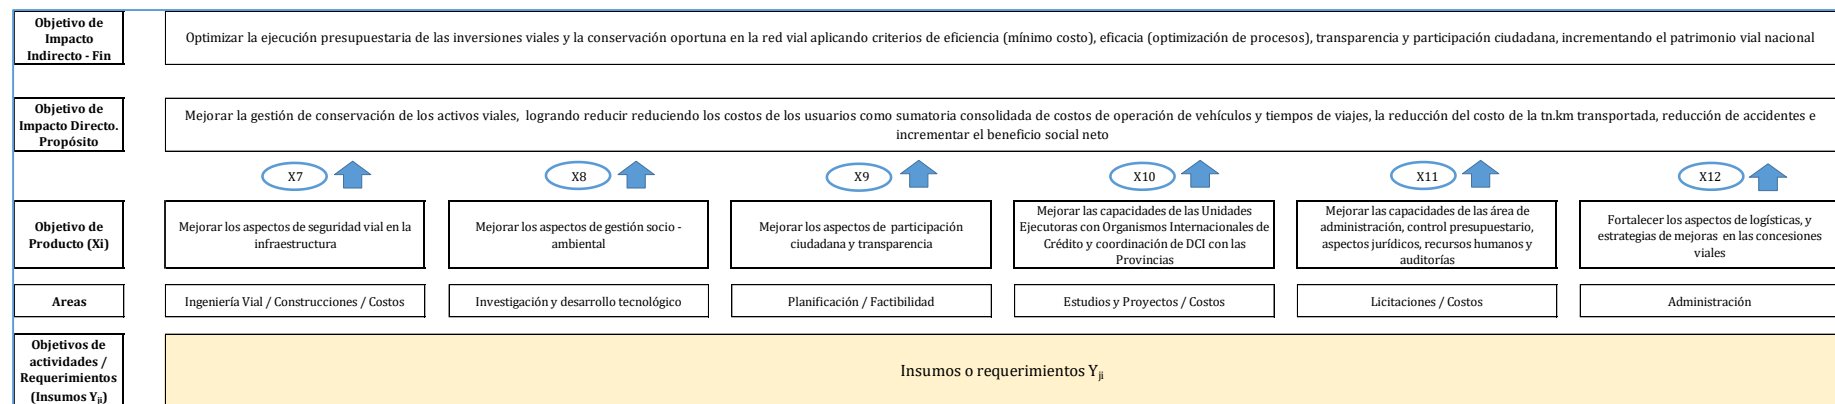 Objetivo de
Impacto
Indirecto - Fin
Optimizar la ejecución presupuestaria de las inversiones viales y la conservación oportuna en la red vial aplicando criterios de eficiencia (mínimo costo), eficacia (optimización de procesos), transparencia y participación ciudadana, incrementando el patrimonio vial nacional
Objetivo de
Impacto Directo.
Propósito
Mejorar la gestión de conservación de los activos viales, logrando reducir reduciendo los costos de los usuarios como sumatoria consolidada de costos de operación de vehículos y tiempos de viajes, la reducción del costo de la tn.km transportada, reducción de accidentes e
incrementar el beneficio social neto
X7
X8
X9
X10
X11
X12
Objetivo de
Producto (Xi)
Mejorar los aspectos de seguridad vial en la
infraestructura
Mejorar los aspectos de gestión socio -
ambiental
Mejorar los aspectos de participación
ciudadana y transparencia
Mejorar las capacidades de las Unidades
Ejecutoras con Organismos Internacionales de
Crédito y coordinación de DCI con las
Provincias
Mejorar las capacidades de las área de
administración, control presupuestario,
aspectos jurídicos, recursos humanos y
auditorías
Fortalecer los aspectos de logísticas, y
estrategias de mejoras en las concesiones
viales
Areas
Ingeniería Vial / Construcciones / Costos
Investigación y desarrollo tecnológico
Planificación / Factibilidad
Estudios y Proyectos / Costos
Licitaciones / Costos
Administración
Objetivos de
actividades /
Requerimientos
(Insumos Yji)
Insumos o requerimientos Yji